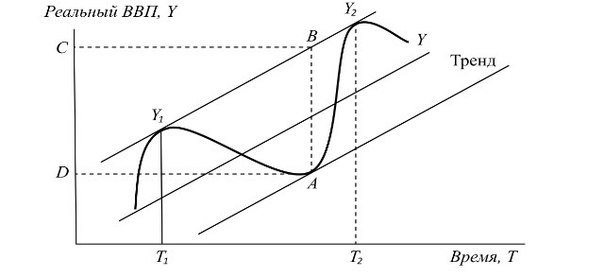 Реальный ВВП, Y
Y₂
C
B
Y
Тренд
Y₁
D
A
T₁
T₂
Время, T